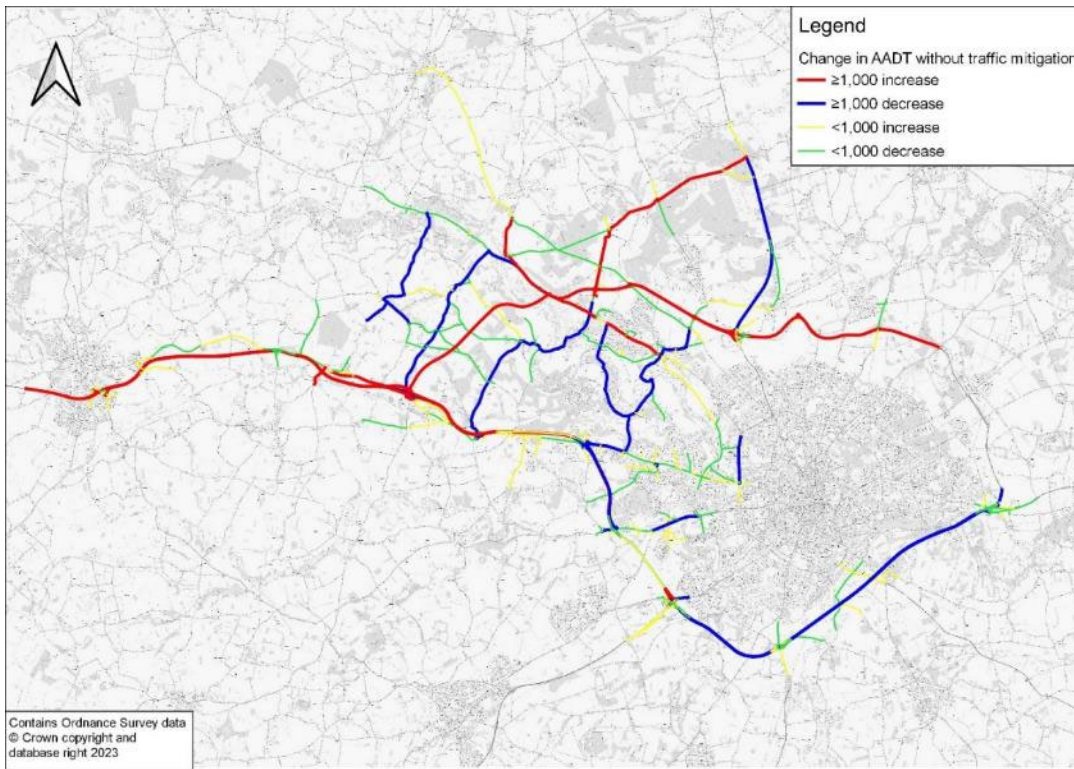 Legend
Change in AADT without traffic mitigation
≥1,000 increase
≥1,000 decrease
<1,000 increase
<1,000 decrease
Contains Ordnance Survey data
© Crown copyright and
database right 2023